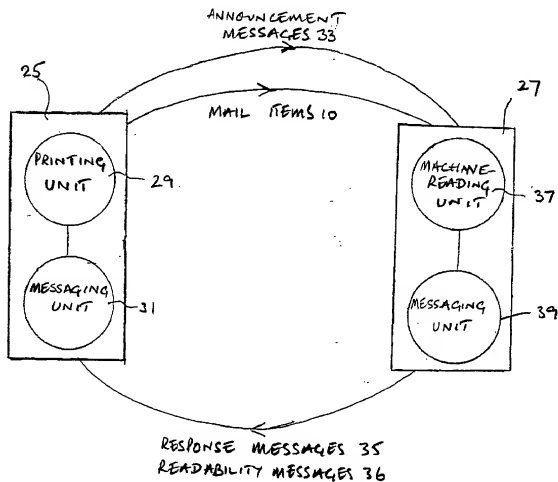 ANNOUNCEMENT
MESSAGES 33
25
MAIL ITEMS 10
27
PRINTING
UNIT
29
MACHINE-
READING
UNIT
37
MESSAGING
UNIT
31
MESSAGING
UNIT
39
RESPONSE MESSAGES 35
READABILITY MESSAGES 36